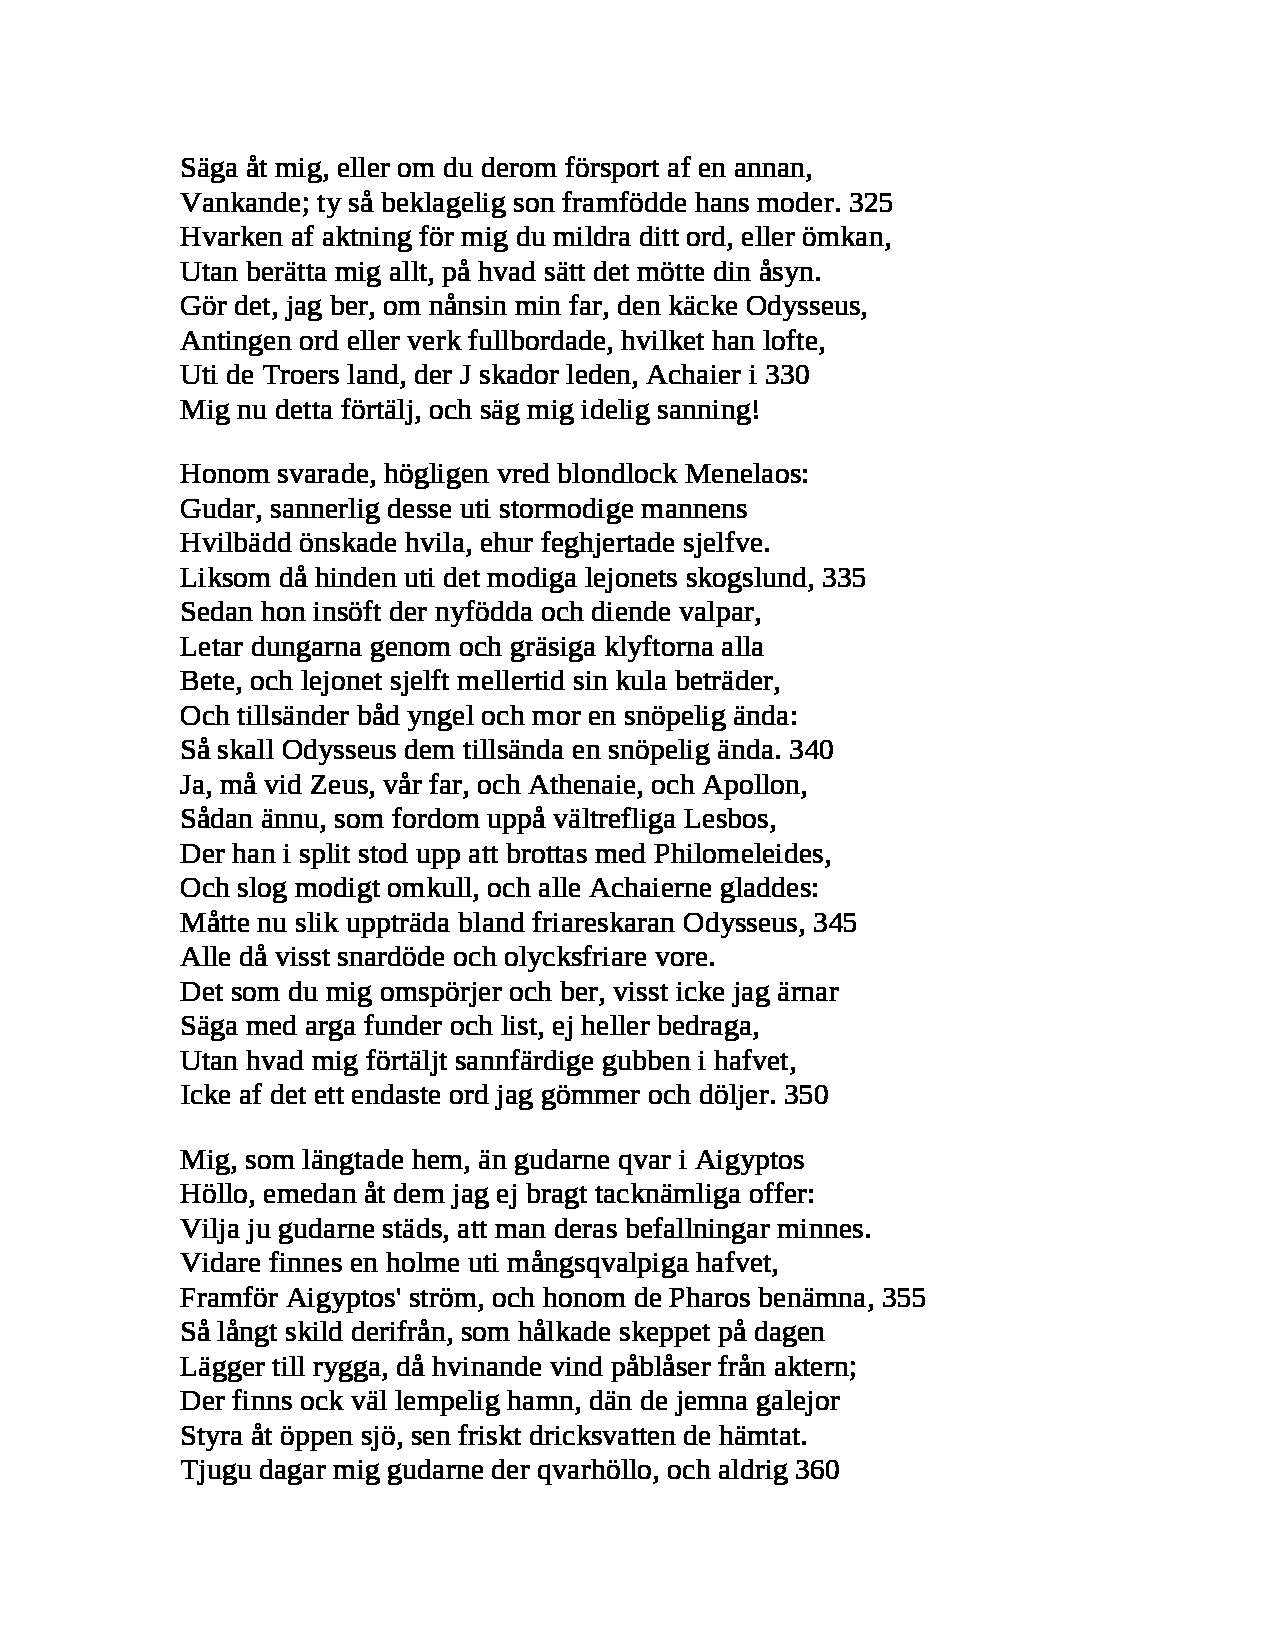 Säga åt mig, eller om du derom försport af en annan,
Vankande; ty så beklagelig son framfödde hans moder. 325
Hvarken af aktning för mig du mildra ditt ord, eller ömkan,
Utan berätta mig allt, på hvad sätt det mötte din åsyn.
Gör det, jag ber, om nånsin min far, den käcke Odysseus,
Antingen ord eller verk fullbordade, hvilket han lofte,
Uti de Troers land, der J skador leden, Achaier i 330
Mig nu detta förtälj, och säg mig idelig sanning!

Honom svarade, högligen vred blondlock Menelaos:
Gudar, sannerlig desse uti stormodige mannens
Hvilbädd önskade hvila, ehur feghjertade sjelfve.
Liksom då hinden uti det modiga lejonets skogslund, 335
Sedan hon insöft der nyfödda och diende valpar,
Letar dungarna genom och gräsiga klyftorna alla
Bete, och lejonet sjelft mellertid sin kula beträder,
Och tillsänder båd yngel och mor en snöpelig ända:
Så skall Odysseus dem tillsända en snöpelig ända. 340
Ja, må vid Zeus, vår far, och Athenaie, och Apollon,
Sådan ännu, som fordom uppå vältrefliga Lesbos,
Der han i split stod upp att brottas med Philomeleides,
Och slog modigt omkull, och alle Achaierne gladdes:
Måtte nu slik uppträda bland friareskaran Odysseus, 345
Alle då visst snardöde och olycksfriare vore.
Det som du mig omspörjer och ber, visst icke jag ärnar
Säga med arga funder och list, ej heller bedraga,
Utan hvad mig förtäljt sannfärdige gubben i hafvet,
Icke af det ett endaste ord jag gömmer och döljer. 350

Mig, som längtade hem, än gudarne qvar i Aigyptos
Höllo, emedan åt dem jag ej bragt tacknämliga offer:
Vilja ju gudarne städs, att man deras befallningar minnes.
Vidare finnes en holme uti mångsqvalpiga hafvet,
Framför Aigyptos' ström, och honom de Pharos benämna, 355
Så långt skild derifrån, som hålkade skeppet på dagen
Lägger till rygga, då hvinande vind påblåser från aktern;
Der finns ock väl lempelig hamn, dän de jemna galejor
Styra åt öppen sjö, sen friskt dricksvatten de hämtat.
Tjugu dagar mig gudarne der qvarhöllo, och aldrig 360